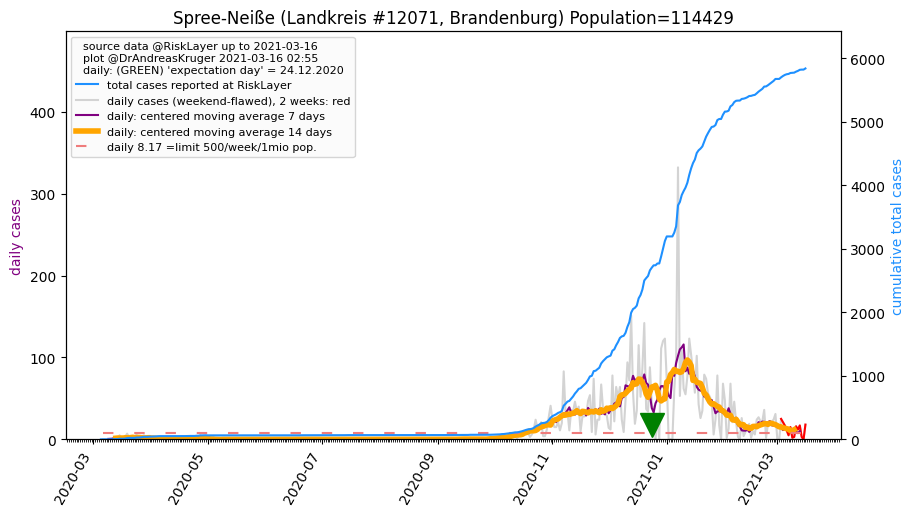 Spree-Neiße (Landkreis #12071, Brandenburg) Population=114429
source data @RiskLayer up to 2021-03-16
plot @DrAndreasKruger 2021-03-16 02:55
daily: (GREEN) 'expectation day' = 24.12.2020
total cases reported at RiskLayer
daily cases (weekend-flawed), 2 weeks: red
daily: centered moving average 7 days
daily: centered moving average 14 days
daily 8.17 =limit 500/week/1mio pop.
daily cases
400
300
200
100
0
cumulative total cases
6000
5000
4000
3000
2000
1000
0
2020-03
2020-05
2020-07
2020-09
2020-11
2021-01
2021-03